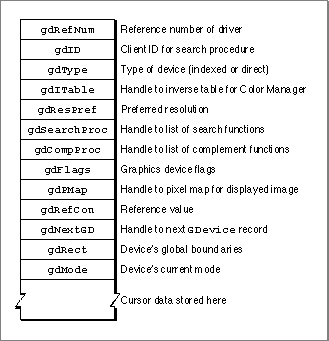 gdRefNum Reference number of driver
gdID Client ID for search procedure
gdType Type of device (indexed or direct)
gdITable Handle to inverse table for Color Manager
gdResPref Preferred resolution
gdSearchProc Handle to list of search functions
gdCompProc Handle to list of complement functions
gdFlags Graphics device flags
gdPMap Handle to pixel map for displayed image
gdRefCon Reference value
gdNextGD Handle to next GDevice record
gdRect Device's global boundaries
gdMode Device's current mode
Cursor data stored here